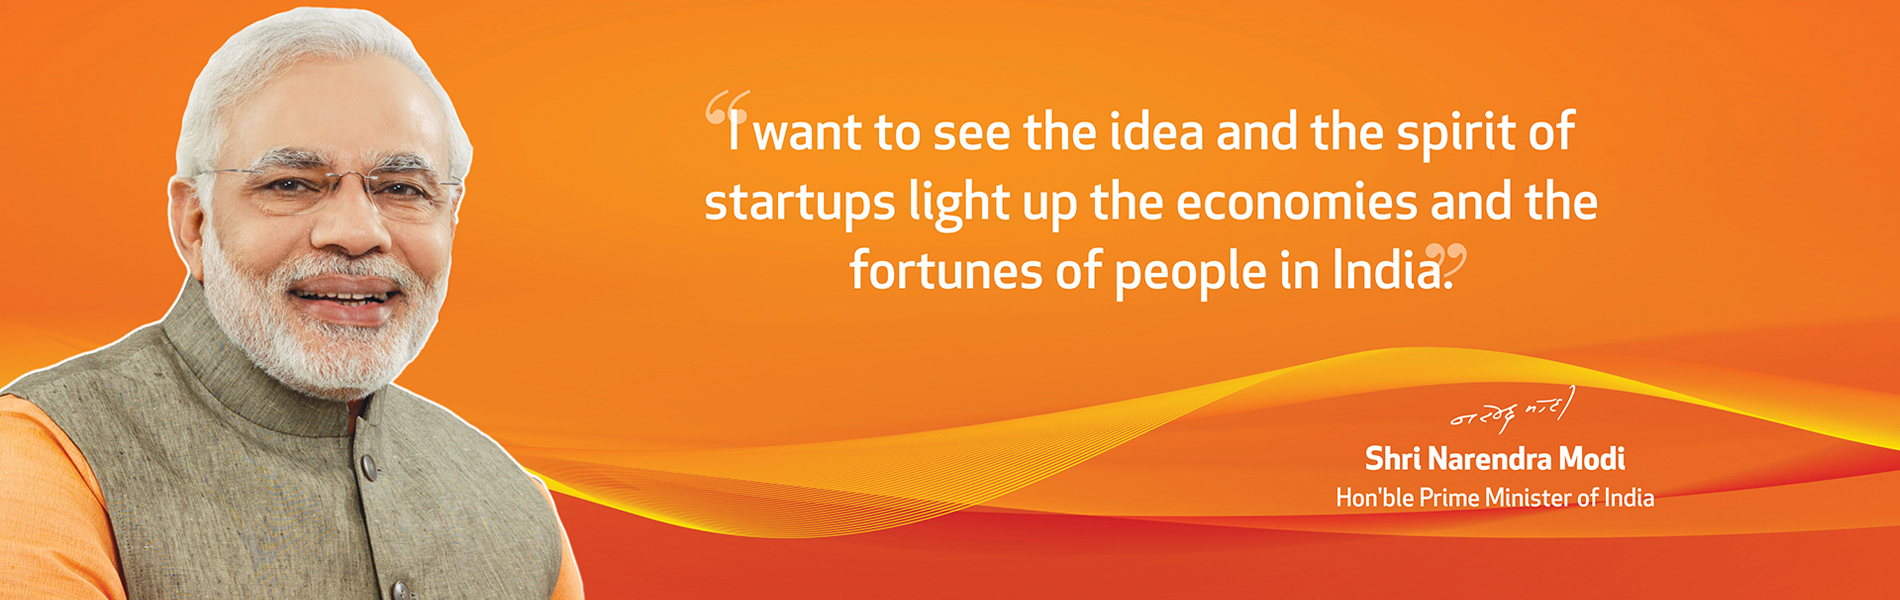 “I want to see the idea and the spirit of
startups light up the economies and the
fortunes of people in India.”
नरेन्द्र मोदी
Shri Narendra Modi
Hon'ble Prime Minister of India